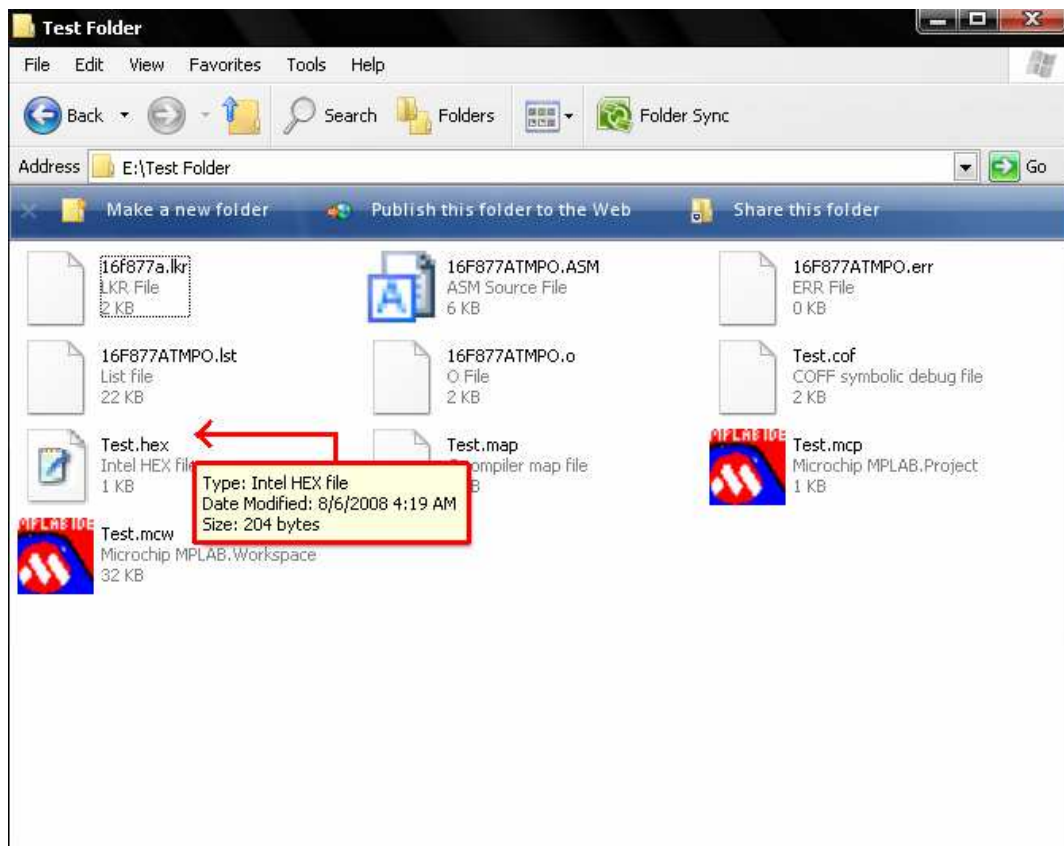 Test Folder
File Edit View Favorites Tools Help
Back Search Folders Folder Sync
Address E:\Test Folder Go
Make a new folder Publish this folder to the Web Share this folder
16f877a.lkr
LKR File
2 KB
16F877ATMPO.ASM
ASM Source File
6 KB
16F877ATMPO.err
ERR File
0 KB
16F877ATMPO.lst
List file
22 KB
16F877ATMPO.o
O File
2 KB
Test.cof
COFF symbolic debug file
2 KB
Test.hex
Intel HEX file
1 KB
Type: Intel HEX file
Date Modified: 8/6/2008 4:19 AM
Size: 204 bytes
Test.map
compiler map file
B
MPLAB IDE
Test.mcp
Microchip MPLAB.Project
1 KB
MPLAB IDE
Test.mcw
Microchip MPLAB.Workspace
32 KB